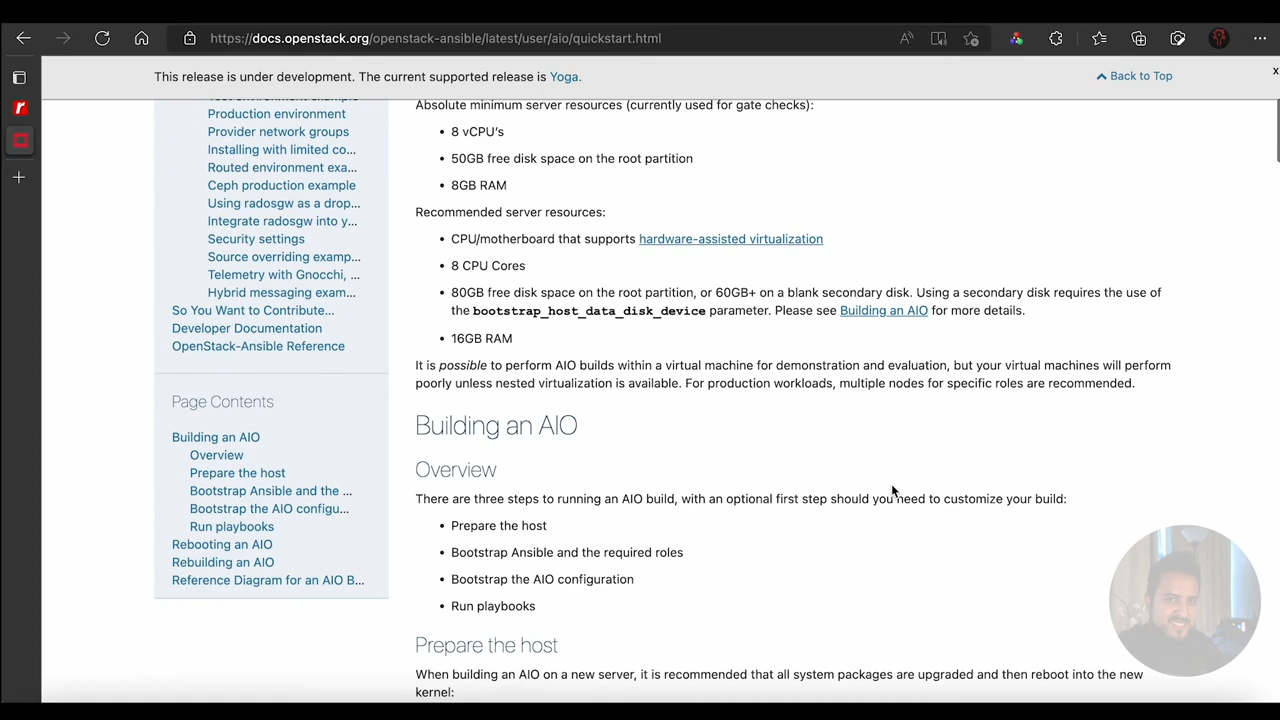 https://docs.openstack.org/openstack-ansible/latest/user/aio/quickstart.html
This release is under development. The current supported release is Yoga.
Back to Top
x
Production environment
Provider network groups
Installing with limited co...
Routed environment exa...
Ceph production example
Using radosgw as a drop...
Integrate radosgw into y...
Security settings
Source overriding examp...
Telemetry with Gnocchi, ...
Hybrid messaging exam...
So You Want to Contribute...
Developer Documentation
OpenStack-Ansible Reference
Page Contents
Building an AIO
Overview
Prepare the host
Bootstrap Ansible and the ...
Bootstrap the AIO configu...
Run playbooks
Rebooting an AIO
Rebuilding an AIO
Reference Diagram for an AIO B...
Absolute minimum server resources (currently used for gate checks):
• 8 vCPU's
• 50GB free disk space on the root partition
• 8GB RAM
Recommended server resources:
• CPU/motherboard that supports hardware-assisted virtualization
• 8 CPU Cores
• 80GB free disk space on the root partition, or 60GB+ on a blank secondary disk. Using a secondary disk requires the use of
the bootstrap_host_data_disk_device parameter. Please see Building an AIO for more details.
• 16GB RAM
It is possible to perform AIO builds within a virtual machine for demonstration and evaluation, but your virtual machines will perform
poorly unless nested virtualization is available. For production workloads, multiple nodes for specific roles are recommended.
Building an AIO
Overview
There are three steps to running an AIO build, with an optional first step should you need to customize your build:
• Prepare the host
• Bootstrap Ansible and the required roles
• Bootstrap the AIO configuration
• Run playbooks
Prepare the host
When building an AIO on a new server, it is recommended that all system packages are upgraded and then reboot into the new
kernel: